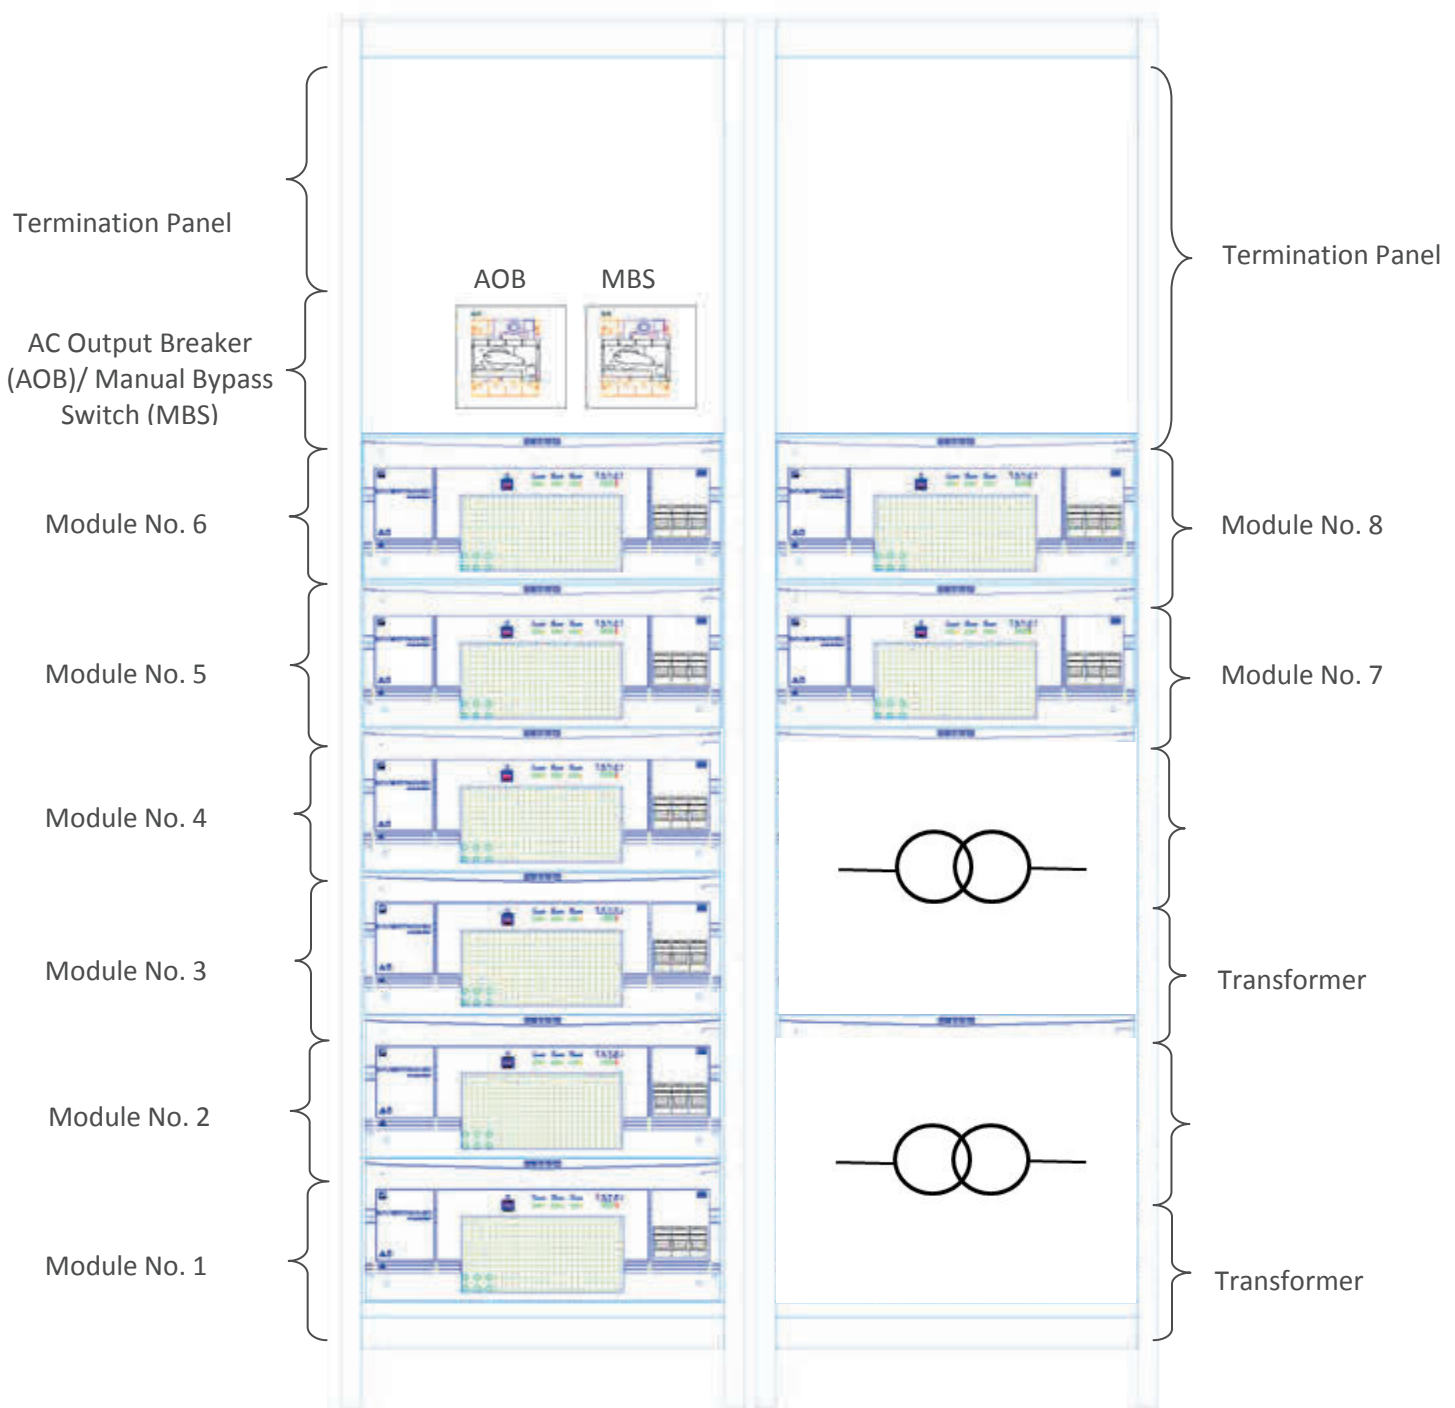 Termination Panel
Termination Panel
AOB
MBS
AC Output Breaker
(AOB)/ Manual Bypass
Switch (MBS)
Module No. 6
Module No. 8
Module No. 5
Module No. 7
Module No. 4
Module No. 3
Transformer
Module No. 2
Module No. 1
Transformer